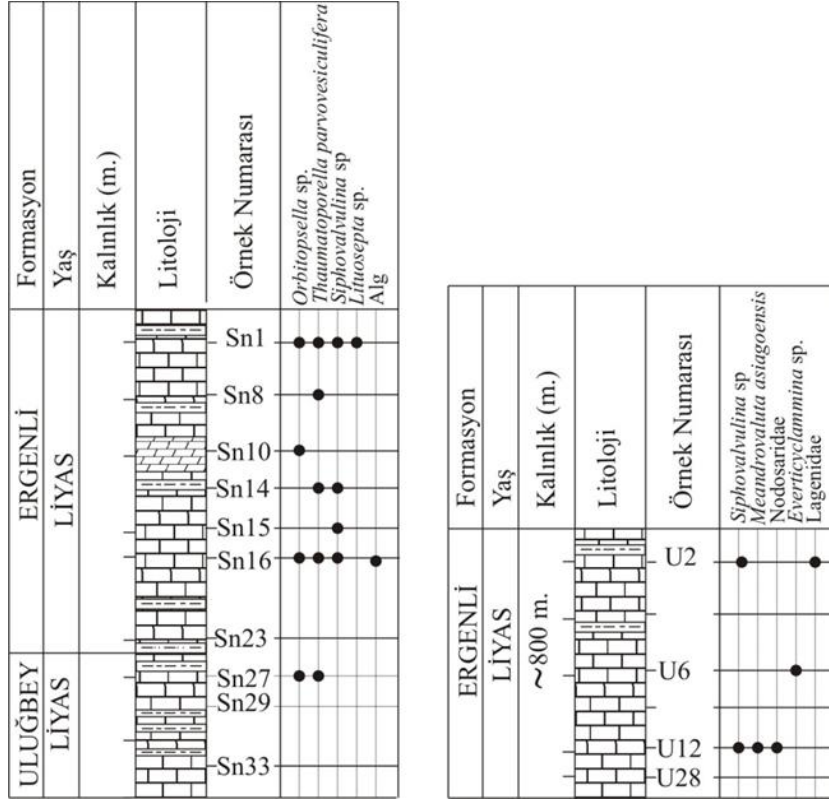 Formasyon
Yaş
Kalınlık (m.)
Litoloji
Örnek Numarası
Orbitopsella sp.
Thaumatoporella parvovesiculifera
Siphovalvulina sp
Lituosepta sp.
Alg
ERGENLİ
LİYAS
Sn1
Sn8
Sn10
Sn14
Sn15
Sn16
Sn23
ULUĞBEY
LİYAS
Sn27
Sn29
Sn33
Formasyon
Yaş
Kalınlık (m.)
Litoloji
Örnek Numarası
Siphovalvulina sp
Meandrovaluta asiagoensis
Nodosaridae
Everticyclammina sp.
Lagenidae
ERGENLİ
LİYAS
~800 m.
U2
U6
U12
U28